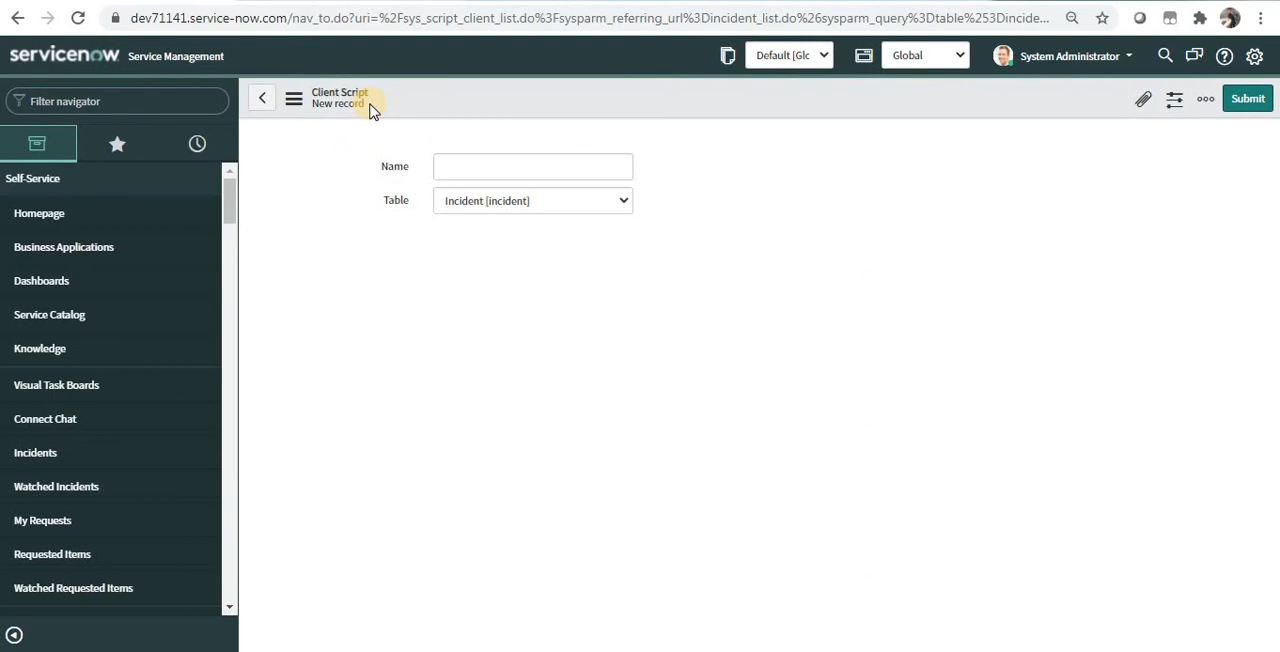 dev71141.service-now.com/nav_to.do?uri=%2Fsys_script_client_list.do%3Fsysparm_referring_url%3Dincident_list.do%26sysparm_query%3Dtable%253Dincide...
servicenow Service Management Default [Glc Global System Administrator
Filter navigator
Client Script
New record
Submit
Self-Service
Homepage
Business Applications
Dashboards
Service Catalog
Knowledge
Visual Task Boards
Connect Chat
Incidents
Watched Incidents
My Requests
Requested Items
Watched Requested Items
Name
Table Incident [incident]